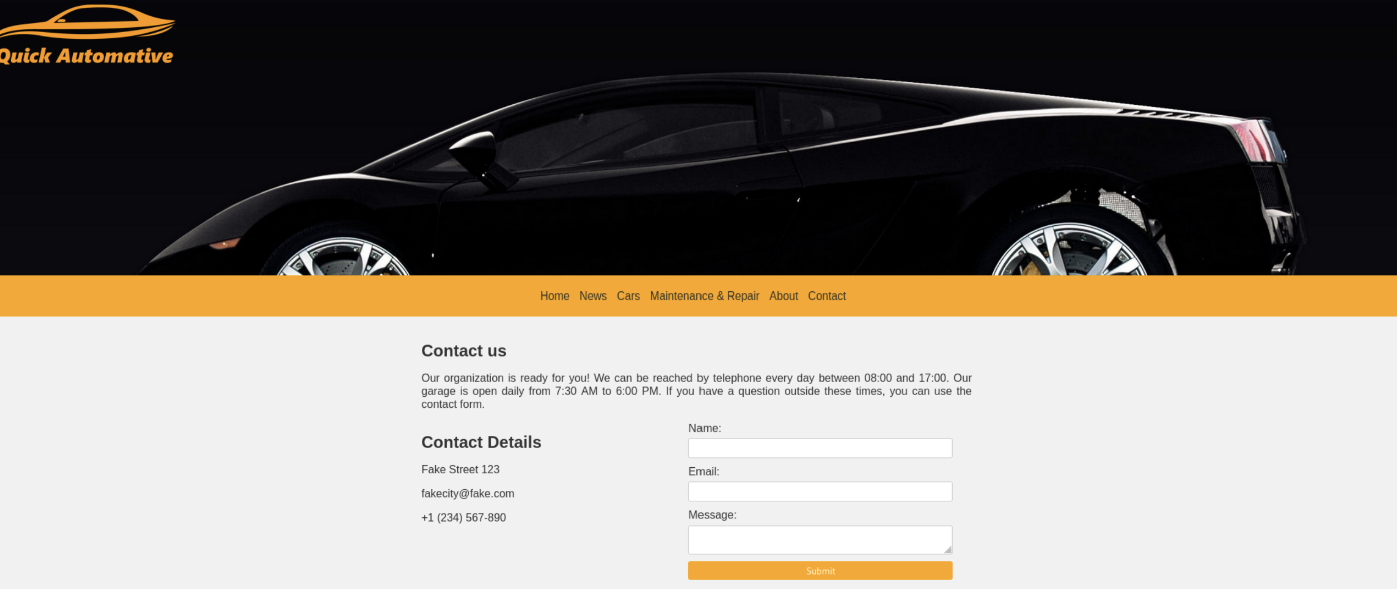 Quick Automative
Home News Cars Maintenance & Repair About Contact
Contact us
Our organization is ready for you! We can be reached by telephone every day between 08:00 and 17:00. Our
garage is open daily from 7:30 AM to 6:00 PM. If you have a question outside these times, you can use the
contact form.
Contact Details
Fake Street 123
fakecity@fake.com
+1 (234) 567-890
Name:
Email:
Message:
Submit